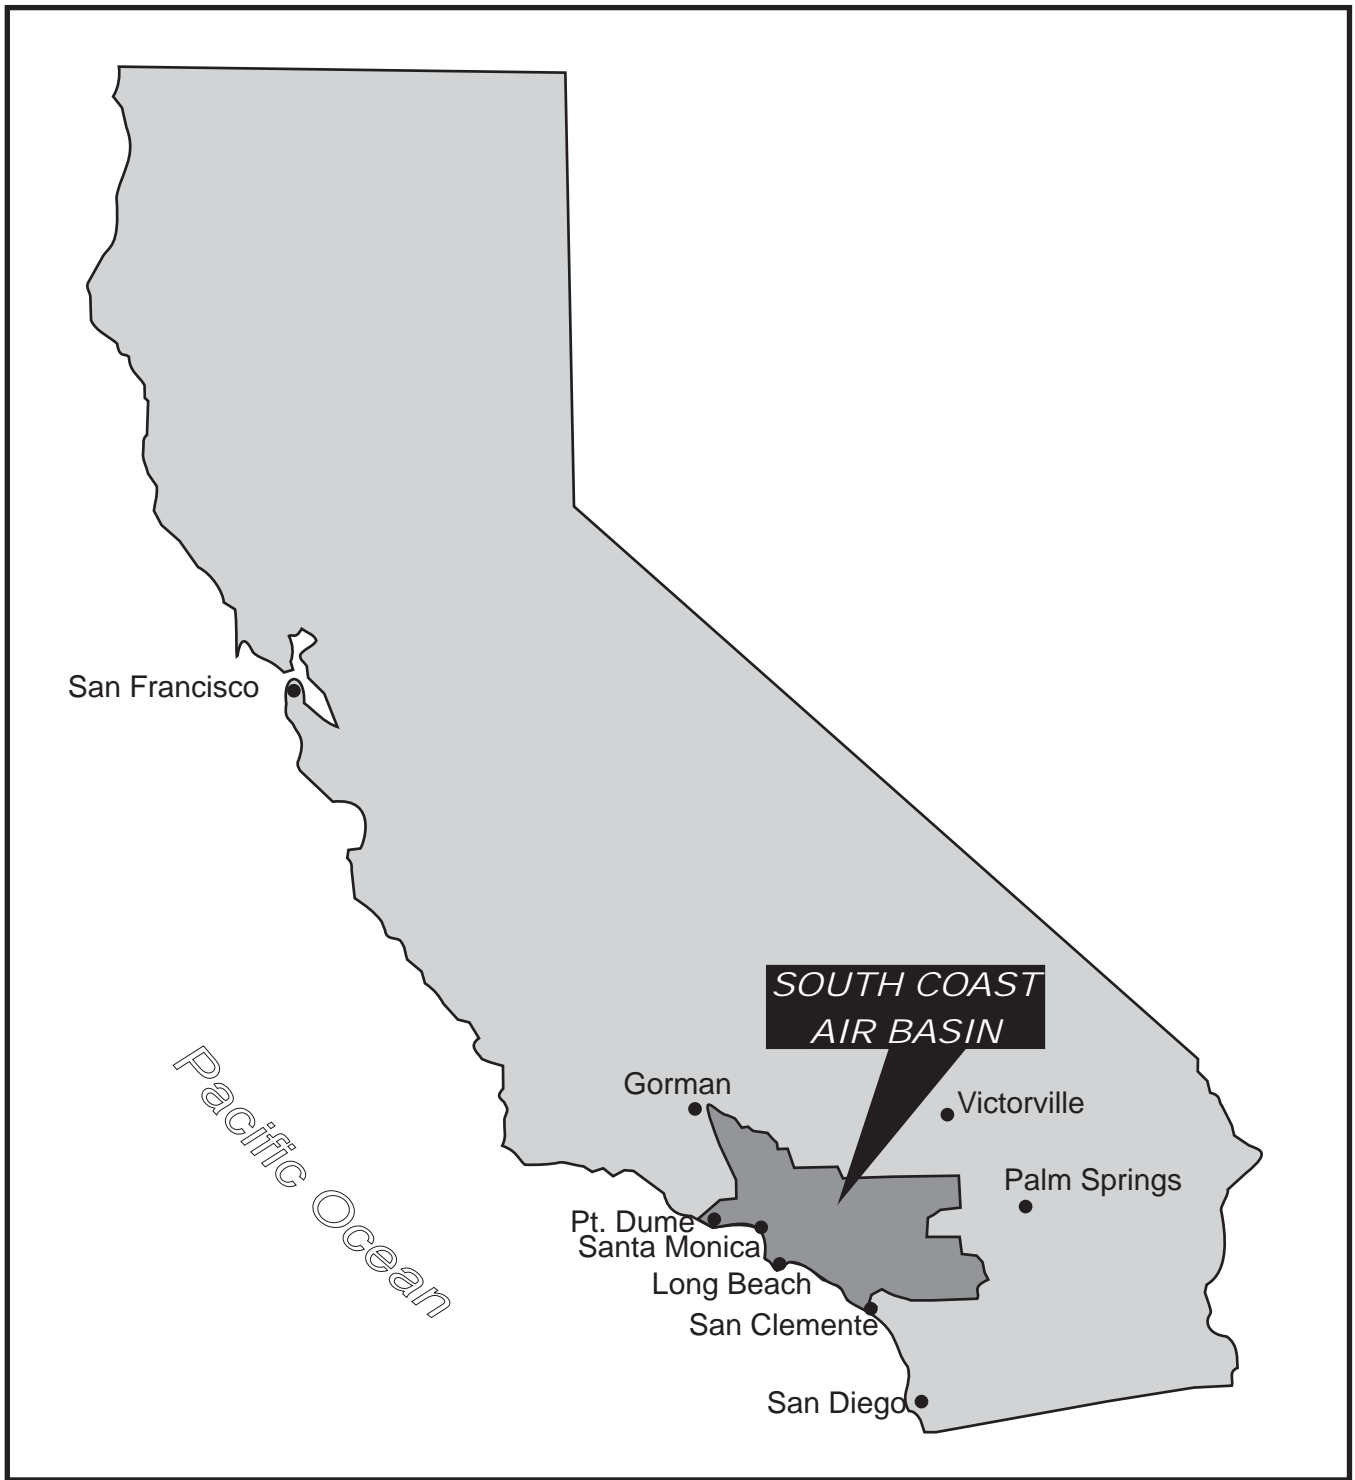 San Francisco
SOUTH COAST
AIR BASIN
Gorman
Victorville
Palm Springs
Pt. Dume
Santa Monica
Long Beach
San Clemente
San Diego
Pacific Ocean